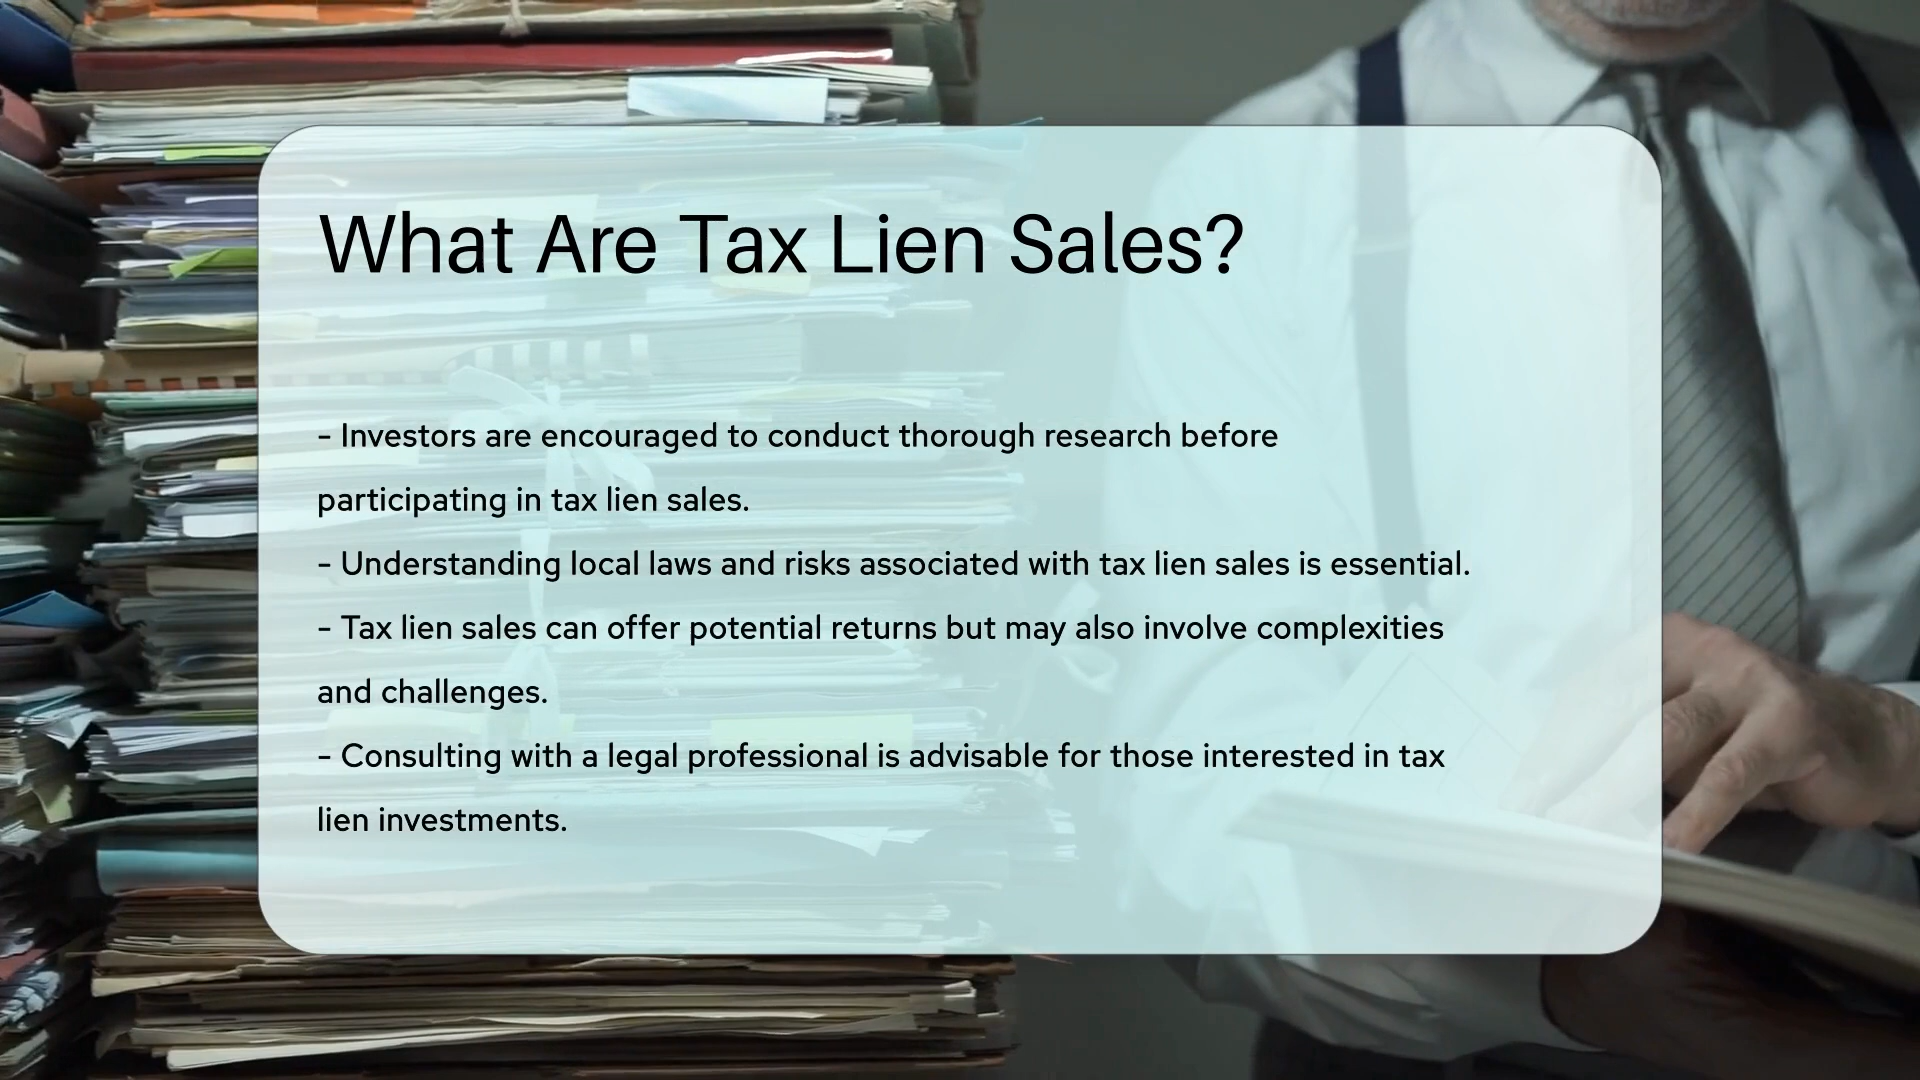 What Are Tax Lien Sales?
– Investors are encouraged to conduct thorough research before
participating in tax lien sales.
– Understanding local laws and risks associated with tax lien sales is essential.
– Tax lien sales can offer potential returns but may also involve complexities
and challenges.
– Consulting with a legal professional is advisable for those interested in tax
lien investments.